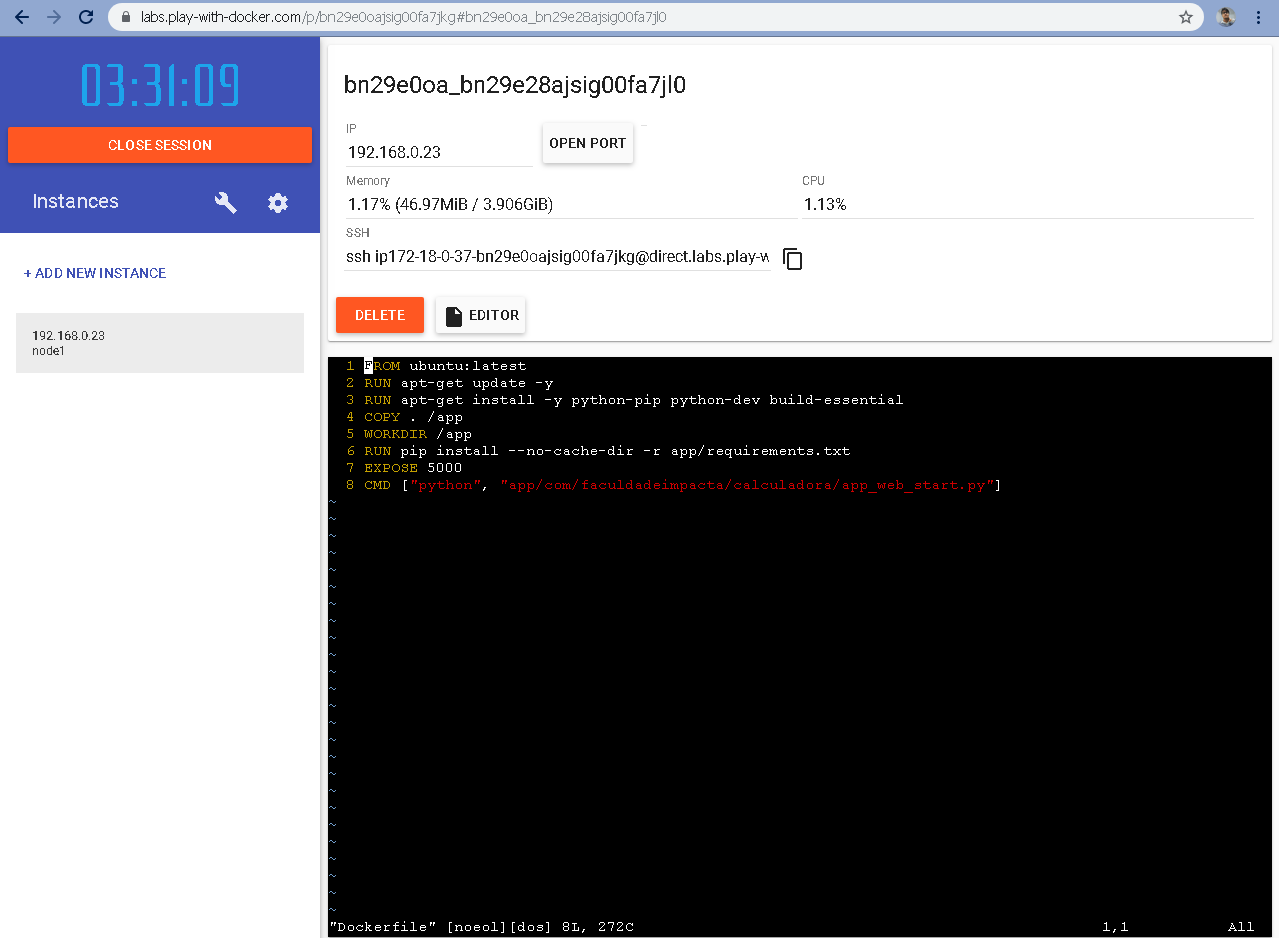 labs.play-with-docker.com/p/bn29e0oajsig00fa7jkg#bn29e0oa_bn29e28ajsig00fa7jl0
03:31:09
CLOSE SESSION
Instances
+ ADD NEW INSTANCE
192.168.0.23
node1
bn29e0oa_bn29e28ajsig00fa7jl0
IP
192.168.0.23
OPEN PORT
Memory
1.17% (46.97MiB / 3.906GiB)
CPU
1.13%
SSH
ssh ip172-18-0-37-bn29e0oajsig00fa7jkg@direct.labs.play-w
DELETE
EDITOR
1 FROM ubuntu:latest
2 RUN apt-get update -y
3 RUN apt-get install -y python-pip python-dev build-essential
4 COPY . /app
5 WORKDIR /app
6 RUN pip install --no-cache-dir -r app/requirements.txt
7 EXPOSE 5000
8 CMD ["python", "app/com/faculdadeimpacta/calculadora/app_web_start.py"]
"Dockerfile" [noeol][dos] 8L, 272C 1,1 All